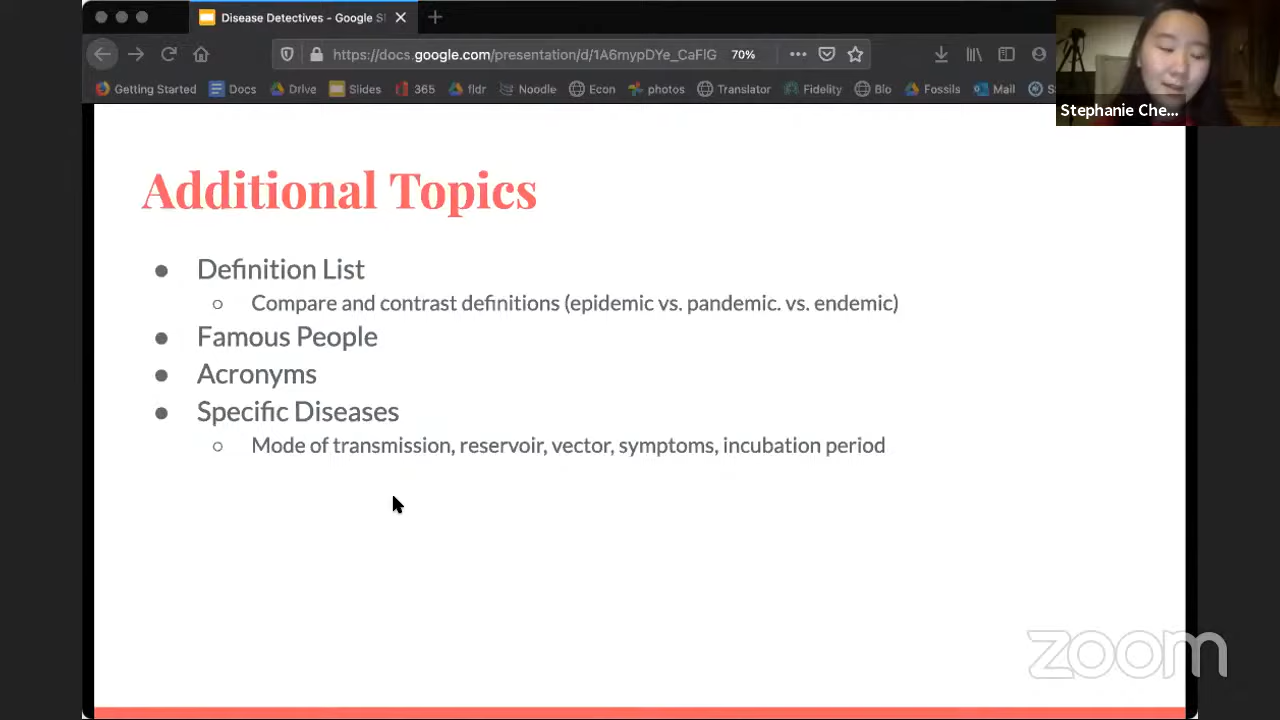 Disease Detectives - Google Sl
https://docs.google.com/presentation/d/1A6mypDYe_CaFlG 70%
Getting Started Docs Drive Slides 365 fldr Noodle Econ photos Translator Fidelity Bio Fossils Mail
Stephanie Che...
Additional Topics
Definition List
Compare and contrast definitions (epidemic vs. pandemic. vs. endemic)
Famous People
Acronyms
Specific Diseases
Mode of transmission, reservoir, vector, symptoms, incubation period
zoom